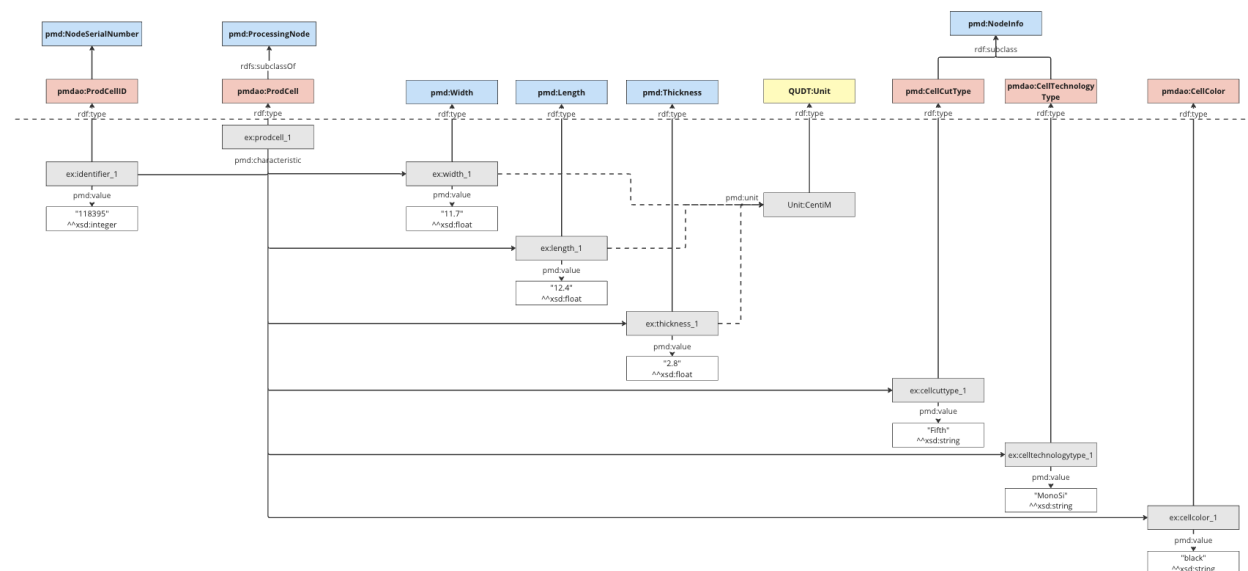 pmd:NodeInfo
pmd:NodeSerialNumber
pmd:ProcessingNode
rdf:subclass
rdfs:subclassOf
pmdao:ProdCellID
pmdao:ProdCell
pmd:Width
pmd:Length
pmd:Thickness
QUDT:Unit
pmd:CellCutType
pmdao:CellTechnology
Type
pmdao:CellColor
rdf:type
rdf:type
rdf:type
rdf:type
rdf:type
rdf:type
rdf:type
rdf:type
rdf:type
ex:prodcell_1
pmd:characteristic
ex:identifier_1
ex:width_1
pmd:value
pmd:value
pmd:unit
Unit:CentiM
"118395"
^^xsd:integer
"11.7"
^^xsd:float
ex:length_1
pmd:value
"12.4"
^^xsd:float
ex:thickness_1
pmd:value
"2.8"
^^xsd:float
ex:cellcuttype_1
pmd:value
"Fifth"
^^xsd:string
ex:celltechnologytype_1
pmd:value
"MonoSi"
^^xsd:string
ex:cellcolor_1
pmd:value
"black"
^^xsd:string